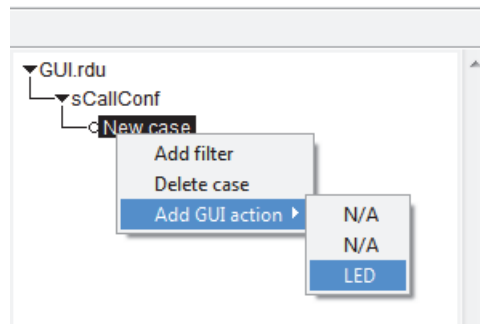 GUI.rdu
sCallConf
New case
Add filter
Delete case
Add GUI action
N/A
N/A
LED